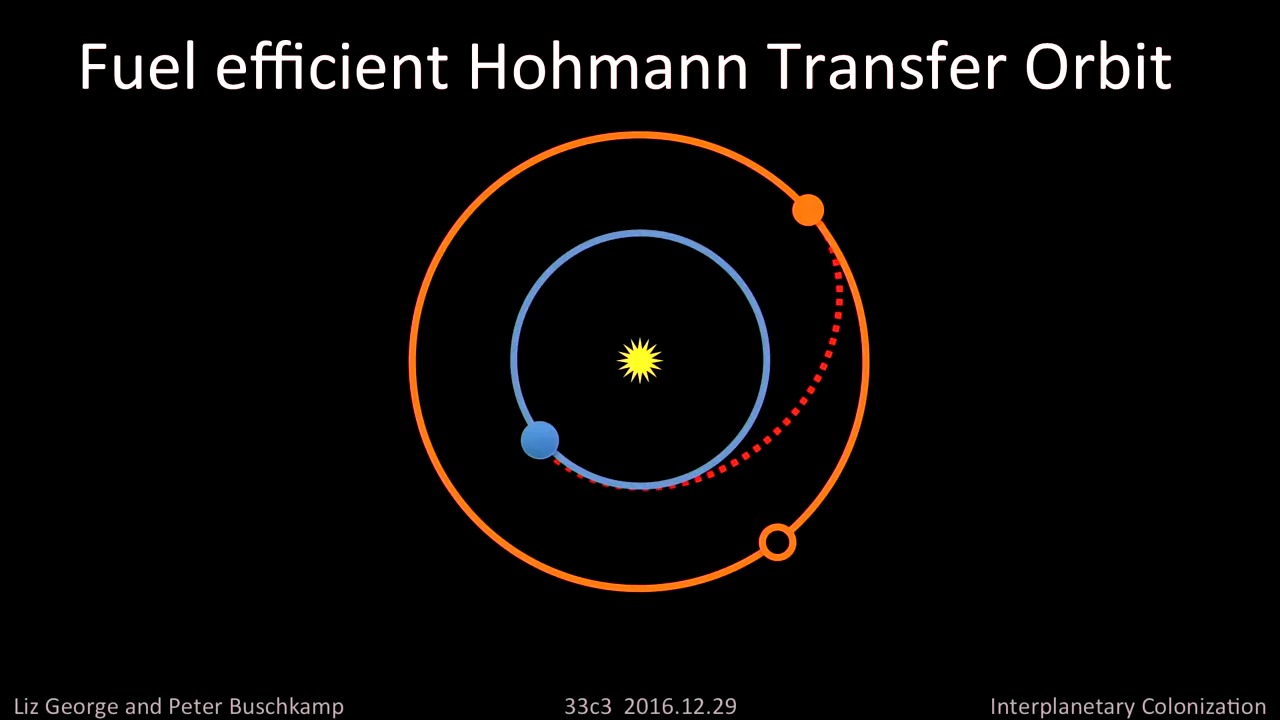 Fuel efficient Hohmann Transfer Orbit
Liz George and Peter Buschkamp
33c3 2016.12.29
Interplanetary Colonization